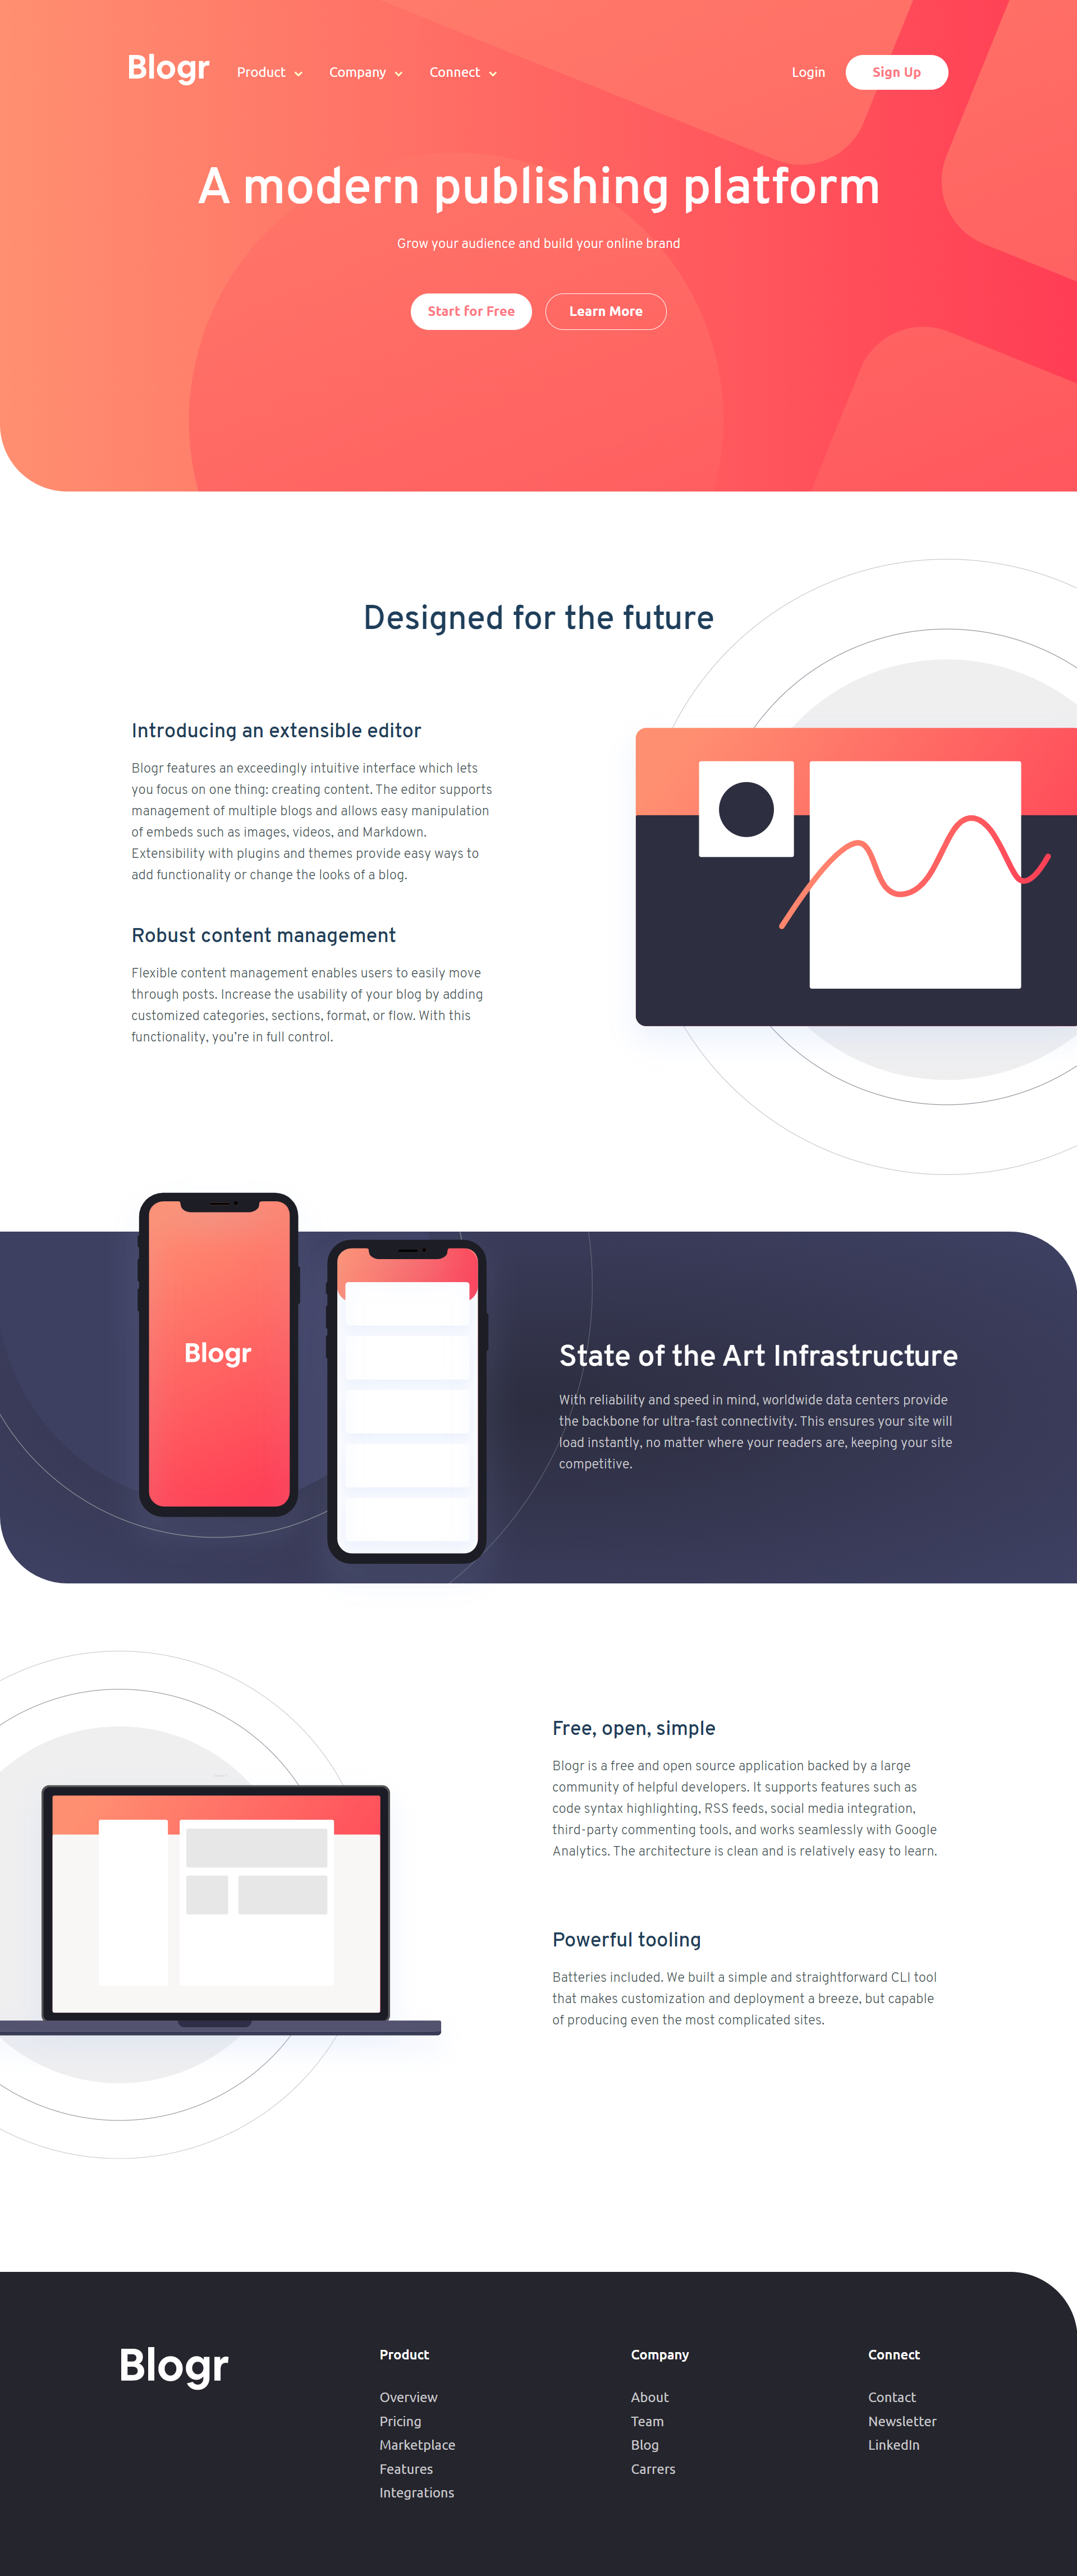 Blogr Product Company Connect Login Sign Up
A modern publishing platform
Grow your audience and build your online brand
Start for Free Learn More
Designed for the future
Introducing an extensible editor
Blogr features an exceedingly intuitive interface which lets
you focus on one thing: creating content. The editor supports
management of multiple blogs and allows easy manipulation
of embeds such as images, videos, and Markdown.
Extensibility with plugins and themes provide easy ways to
add functionality or change the looks of a blog.
Robust content management
Flexible content management enables users to easily move
through posts. Increase the usability of your blog by adding
customized categories, sections, format, or flow. With this
functionality, you're in full control.
Blogr
State of the Art Infrastructure
With reliability and speed in mind, worldwide data centers provide
the backbone for ultra-fast connectivity. This ensures your site will
load instantly, no matter where your readers are, keeping your site
competitive.
Free, open, simple
Blogr is a free and open source application backed by a large
community of helpful developers. It supports features such as
code syntax highlighting, RSS feeds, social media integration,
third-party commenting tools, and works seamlessly with Google
Analytics. The architecture is clean and is relatively easy to learn.
Powerful tooling
Batteries included. We built a simple and straightforward CLI tool
that makes customization and deployment a breeze, but capable
of producing even the most complicated sites.
Blogr
Product
Overview
Pricing
Marketplace
Features
Integrations
Company
About
Team
Blog
Carrers
Connect
Contact
Newsletter
LinkedIn